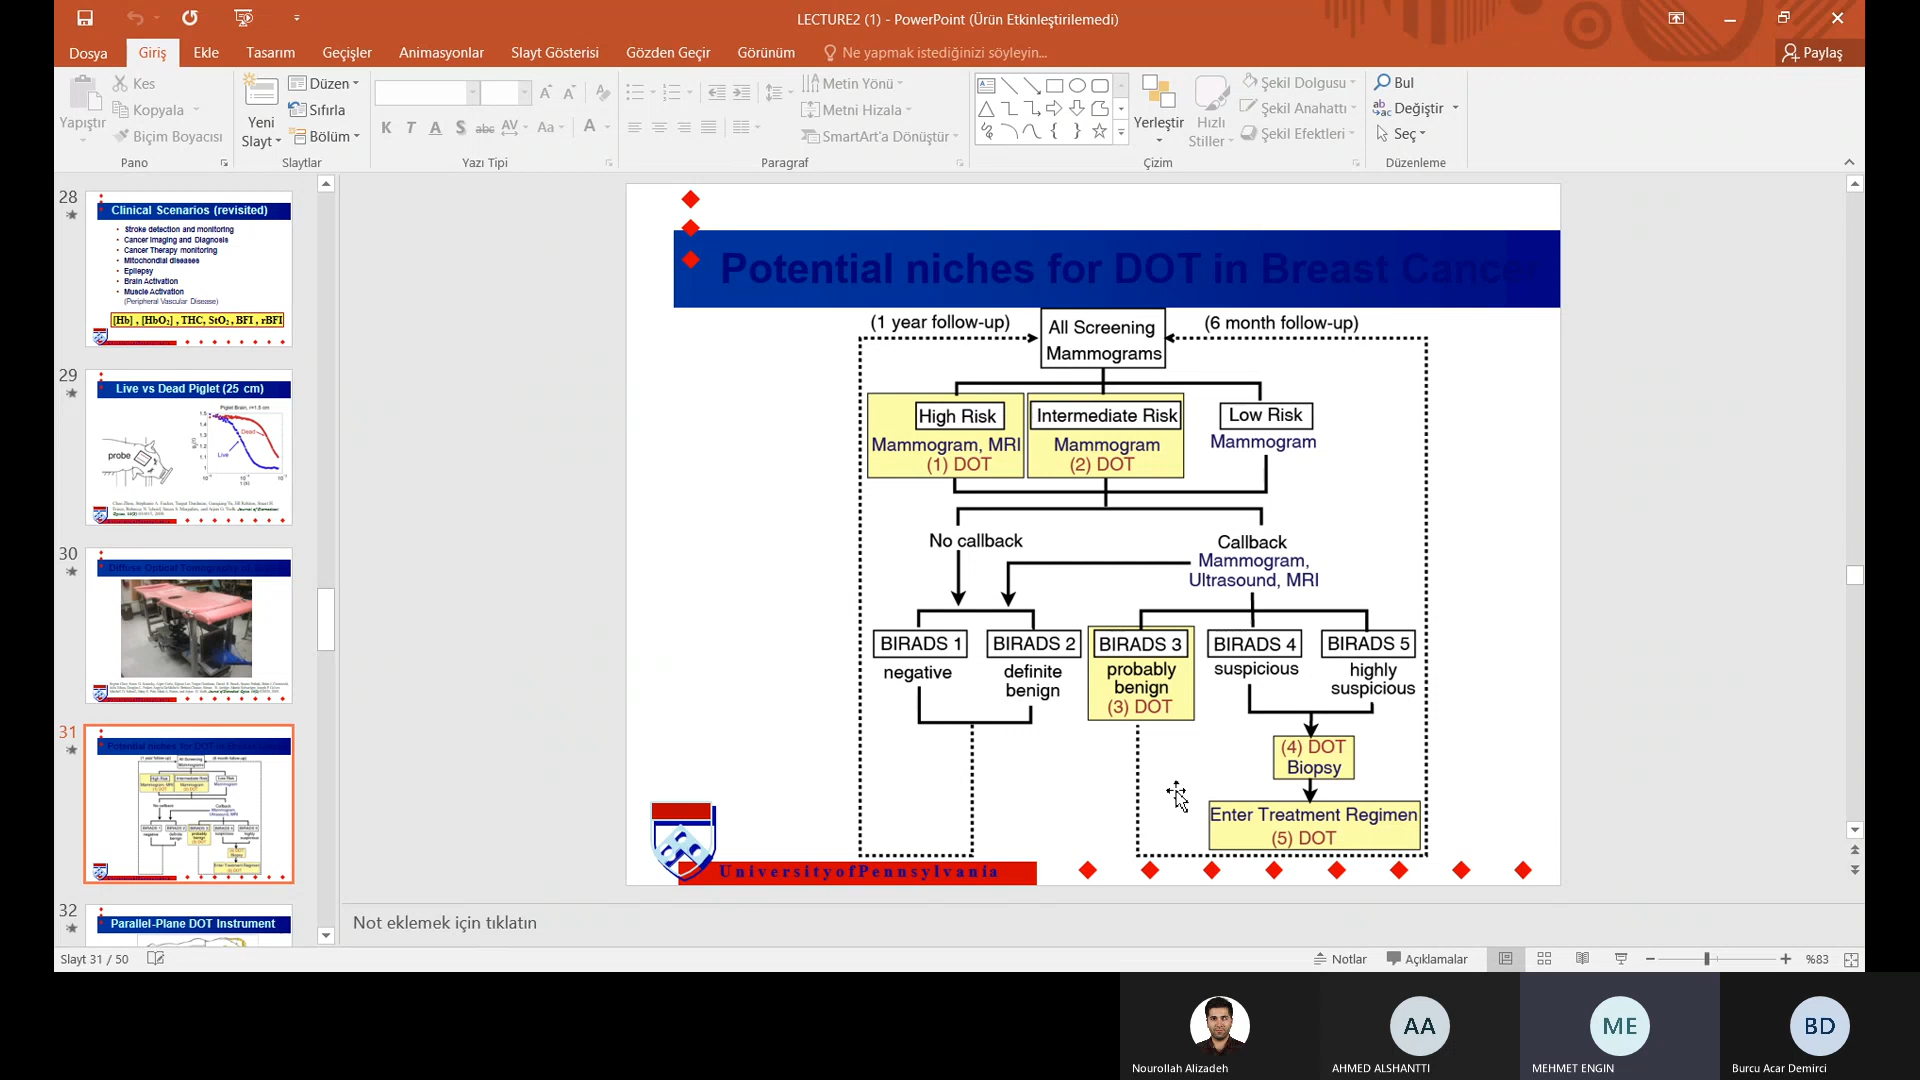 LECTURE2 (1) - PowerPoint (Ürün Etkinleştirilemedi)
Dosya Giriş Ekle Tasarım Geçişler Animasyonlar Slayt Gösterisi Gözden Geçir Görünüm Ne yapmak istediğinizi söyleyin... Paylaş
Yapıştır
Kes
Kopyala
Biçim Boyacısı
Pano
Yeni Slayt
Düzen
Sıfırla
Bölüm
Slaytlar
K T A S abc AV Aa A
Yazı Tipi
Metin Yönü
Metni Hizala
SmartArt'a Dönüştür
Paragraf
Yerleştir
Hızlı Stiller
Şekil Dolgusu
Şekil Anahattı
Şekil Efektleri
Çizim
Bul
Değiştir
Seç
Düzenleme
28
Clinical Scenarios (revisited)
Stroke detection and monitoring
Cancer Imaging and Diagnosis
Cancer Therapy monitoring
Mitochondial diseases
Epilepsy
Brain Activation
Muscle Activation
(Peripheral Vascular Disease)
[Hb] , [HbO2] , THC, StO2 , BFI , rBFI
29
Live vs Dead Piglet (25 cm)
Piglet Brain, r=1.5 cm
probe
Dead
Live
30
Diffuse Optical Tomography
31
Potential niches for DOT in Breast Cancer
32
Parallel-Plane DOT Instrument
Potential niches for DOT in Breast Cancer
(1 year follow-up)
All Screening
Mammograms
(6 month follow-up)
High Risk
Mammogram, MRI
(1) DOT
Intermediate Risk
Mammogram
(2) DOT
Low Risk
Mammogram
No callback
Callback
Mammogram,
Ultrasound, MRI
BIRADS 1
negative
BIRADS 2
definite
benign
BIRADS 3
probably
benign
(3) DOT
BIRADS 4
suspicious
BIRADS 5
highly
suspicious
(4) DOT
Biopsy
Enter Treatment Regimen
(5) DOT
UniversityofPennsylvania
Not eklemek için tıklatın
Slayt 31 / 50
Notlar
Açıklamalar
%83
AA
ME
BD
Nourollah Alizadeh
AHMED ALSHANTTI
MEHMET ENGIN
Burcu Acar Demirci